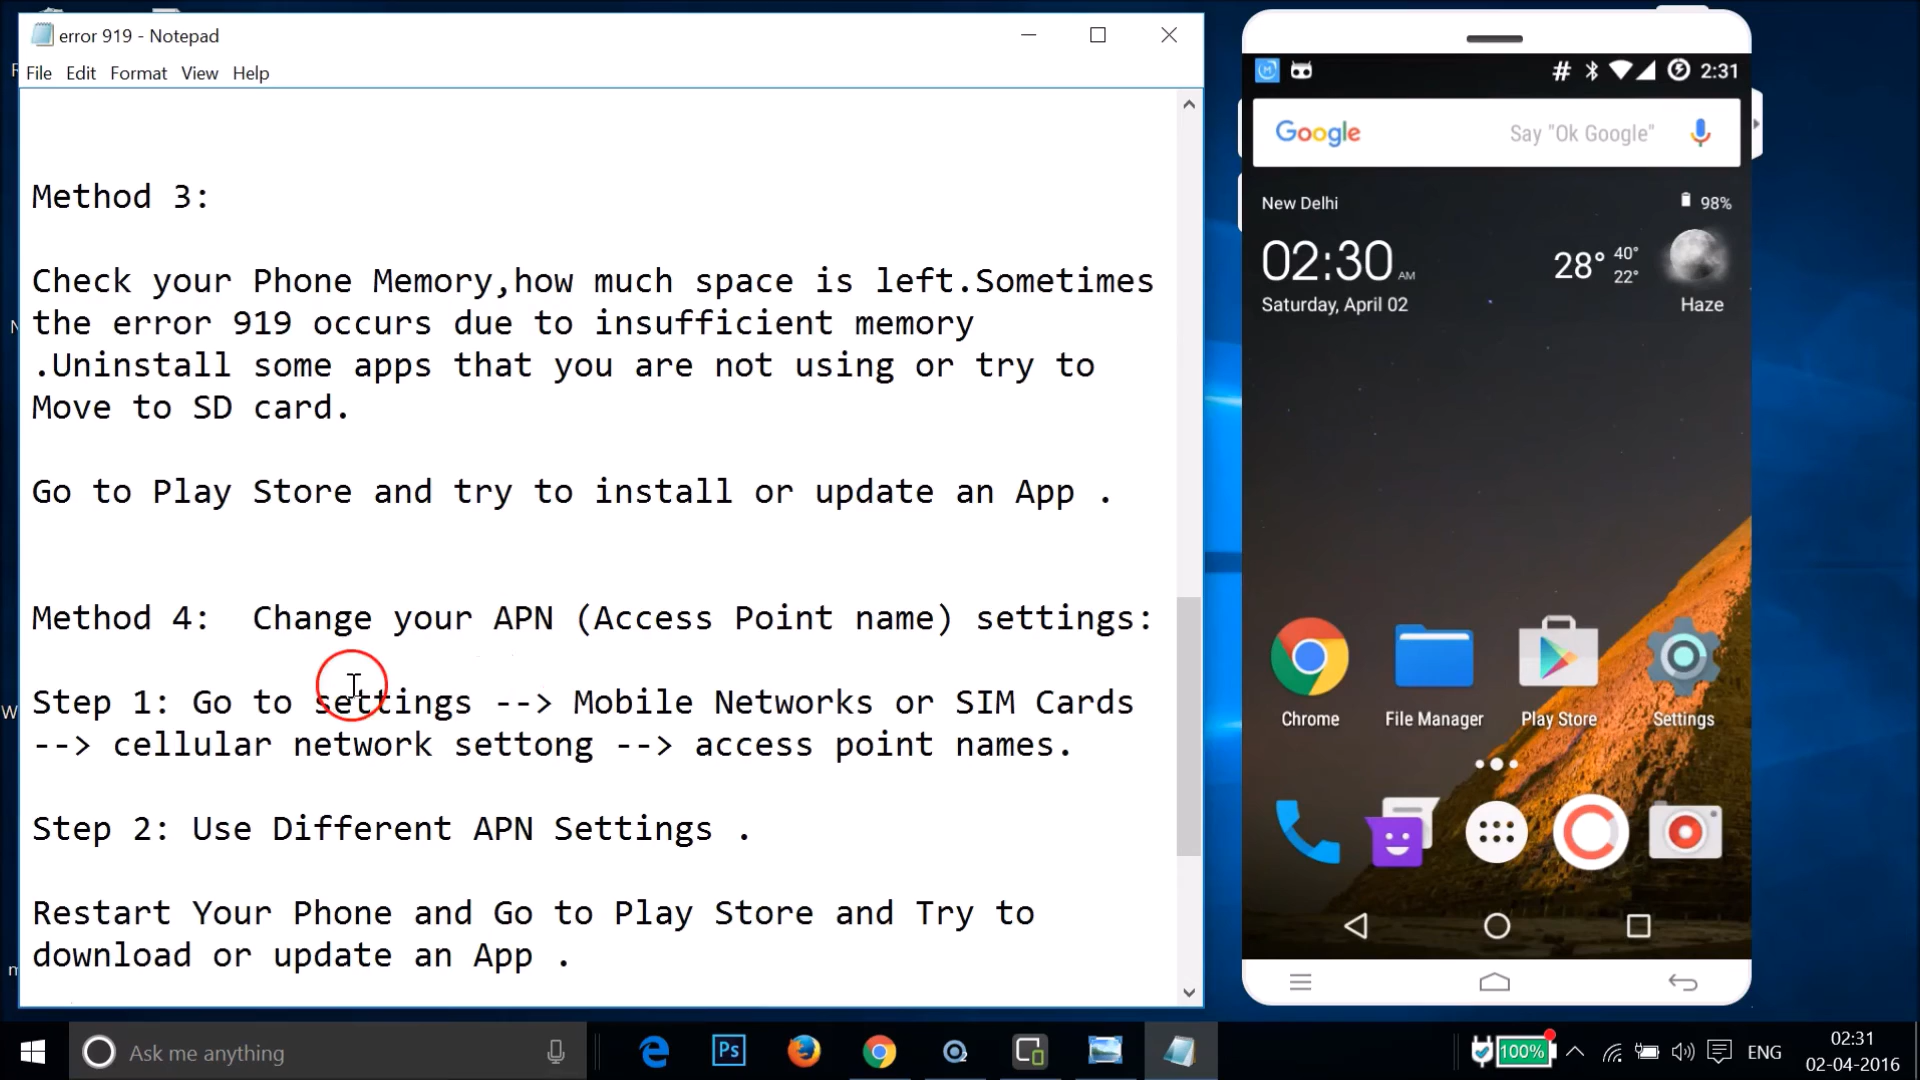 error 919 - Notepad
File Edit Format View Help
Method 3:
Check your Phone Memory,how much space is left.Sometimes
the error 919 occurs due to insufficient memory
.Uninstall some apps that you are not using or try to
Move to SD card.
Go to Play Store and try to install or update an App .
Method 4:  Change your APN (Access Point name) settings:
Step 1: Go to settings --> Mobile Networks or SIM Cards
--> cellular network settong --> access point names.
Step 2: Use Different APN Settings .
Restart Your Phone and Go to Play Store and Try to
download or update an App .
# 2:31
Google Say "Ok Google"
New Delhi 98%
02:30 AM 28° 40° 22°
Saturday, April 02 Haze
Chrome File Manager Play Store Settings
Ask me anything
Ps
100%
ENG
02:31
02-04-2016